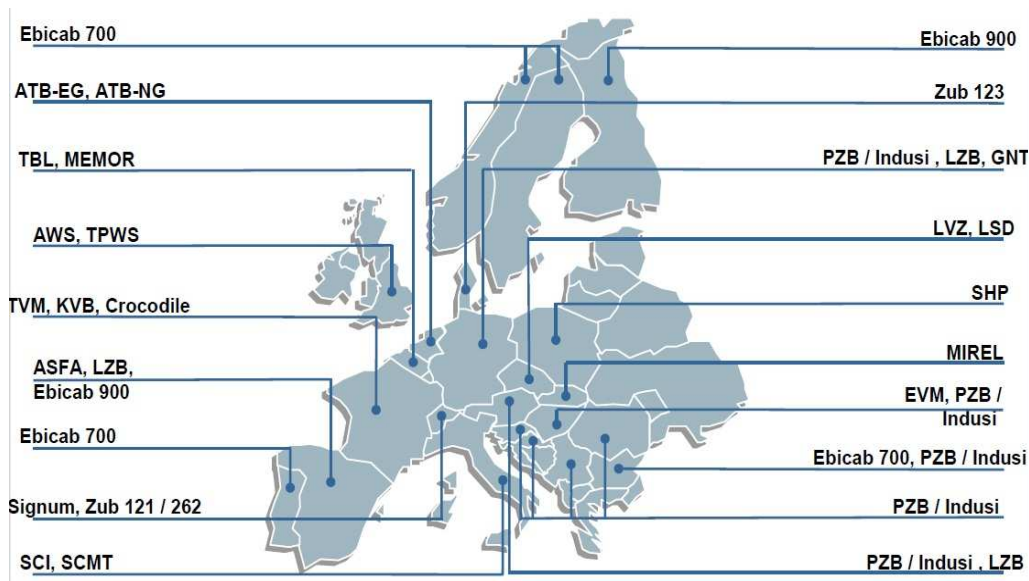 Ebicab 700
ATB-EG, ATB-NG
TBL, MEMOR
AWS, TPWS
TVM, KVB, Crocodile
ASFA, LZB,
Ebicab 900
Ebicab 700
Signum, Zub 121 / 262
SCI, SCMT
Ebicab 900
Zub 123
PZB / Indusi , LZB, GNT
LVZ, LSD
SHP
MIREL
EVM, PZB /
Indusi
Ebicab 700, PZB / Indusi
PZB / Indusi
PZB / Indusi , LZB